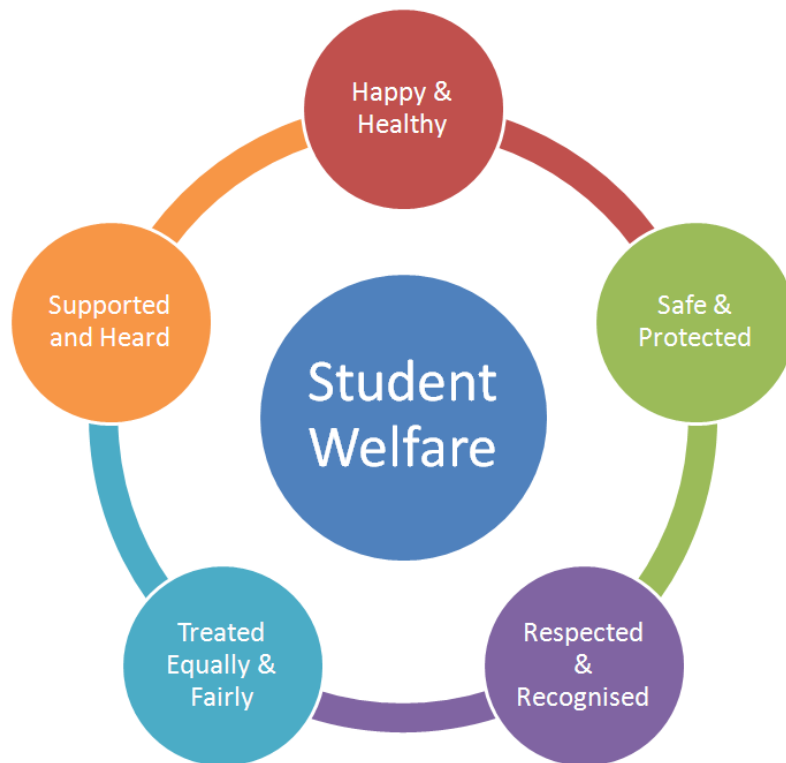 Happy &
Healthy
Safe &
Protected
Respected
&
Recognised
Treated
Equally &
Fairly
Supported
and Heard
Student
Welfare